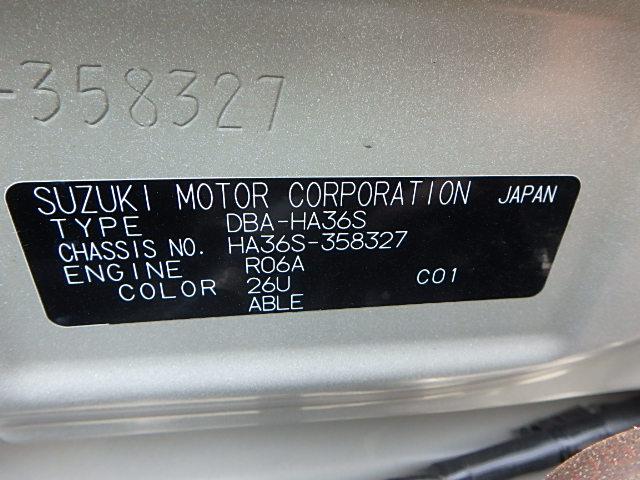 -358327
SUZUKI MOTOR CORPORATION JAPAN
TYPE DBA-HA36S
CHASSIS NO. HA36S-358327
ENGINE R06A
COLOR 26U C01
ABLE